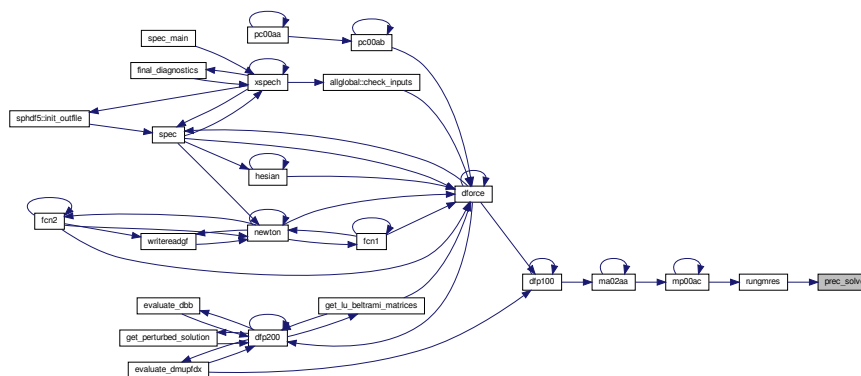 pc00aa
pc00ab
spec_main
final_diagnostics
xspech
allglobal::check_inputs
sphdf5::init_outfile
spec
hesian
dforce
fcn2
newton
writereadgf
fcn1
dfp100
ma02aa
mp00ac
rungmres
prec_solve
evaluate_dbb
get_lu_beltrami_matrices
get_perturbed_solution
dfp200
evaluate_dmupfdx